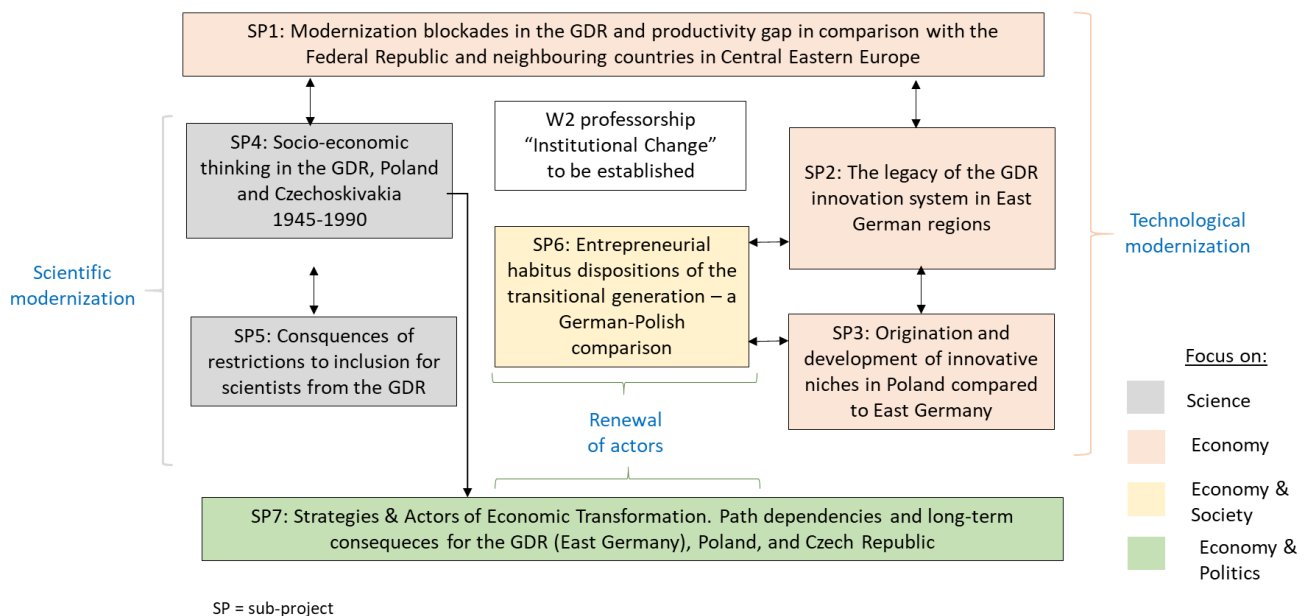 SP1: Modernization blockades in the GDR and productivity gap in comparison with the
Federal Republic and neighbouring countries in Central Eastern Europe
SP4: Socio-economic
thinking in the GDR, Poland
and Czechoskivakia
1945-1990
W2 professorship
“Institutional Change”
to be established
SP2: The legacy of the GDR
innovation system in East
German regions
Technological
modernization
Scientific
modernization
SP6: Entrepreneurial
habitus dispositions of the
transitional generation – a
German-Polish
comparison
SP5: Consquences of
restrictions to inclusion for
scientists from the GDR
SP3: Origination and
development of innovative
niches in Poland compared
to East Germany
Renewal
of actors
SP7: Strategies & Actors of Economic Transformation. Path dependencies and long-term
consequeces for the GDR (East Germany), Poland, and Czech Republic
Focus on:
Science
Economy
Economy &
Society
Economy &
Politics
SP = sub-project